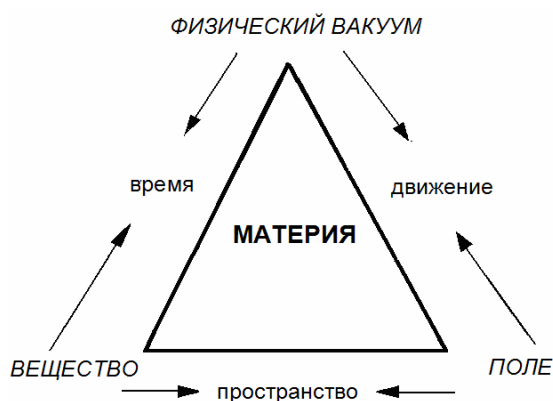 ФИЗИЧЕСКИЙ ВАКУУМ
время
движение
МАТЕРИЯ
ВЕЩЕСТВО
ПОЛЕ
пространство